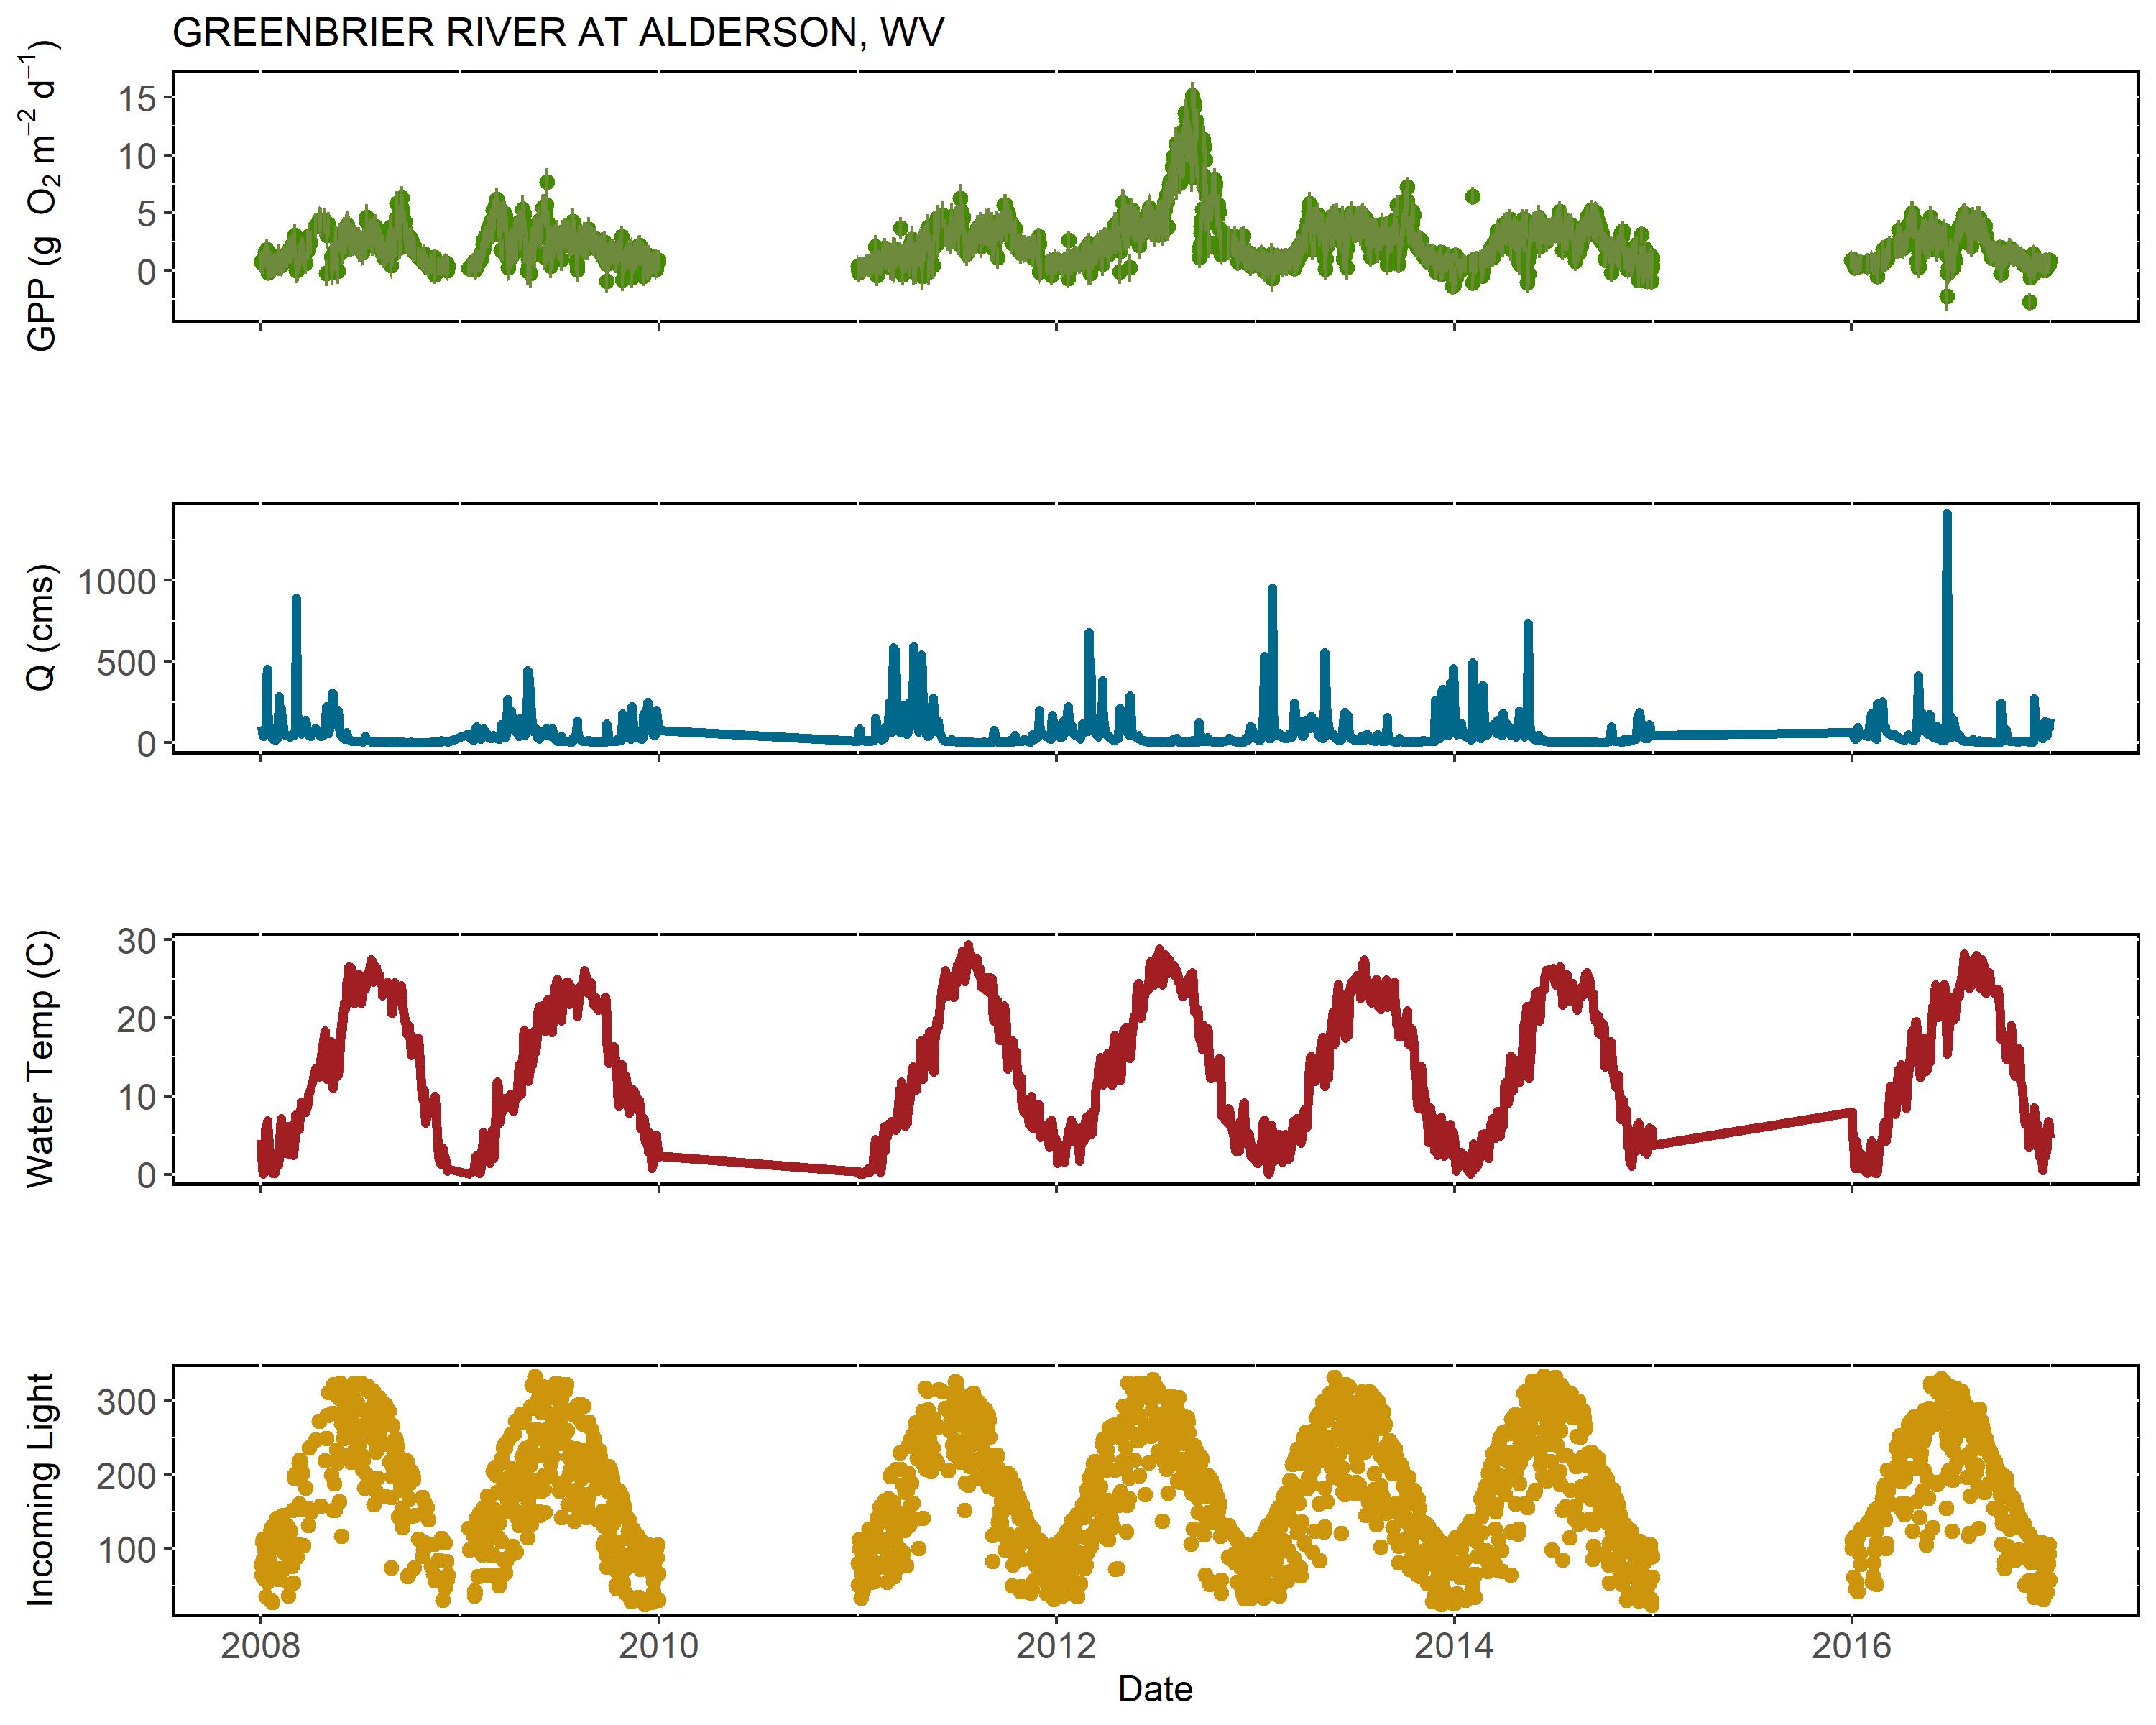 GREENBRIER RIVER AT ALDERSON, WV
GPP (g O₂ m⁻² d⁻¹)
15
10
5
0
Q (cms)
1000
500
0
Water Temp (C)
30
20
10
0
Incoming Light
300
200
100
2008 2010 2012 2014 2016
Date